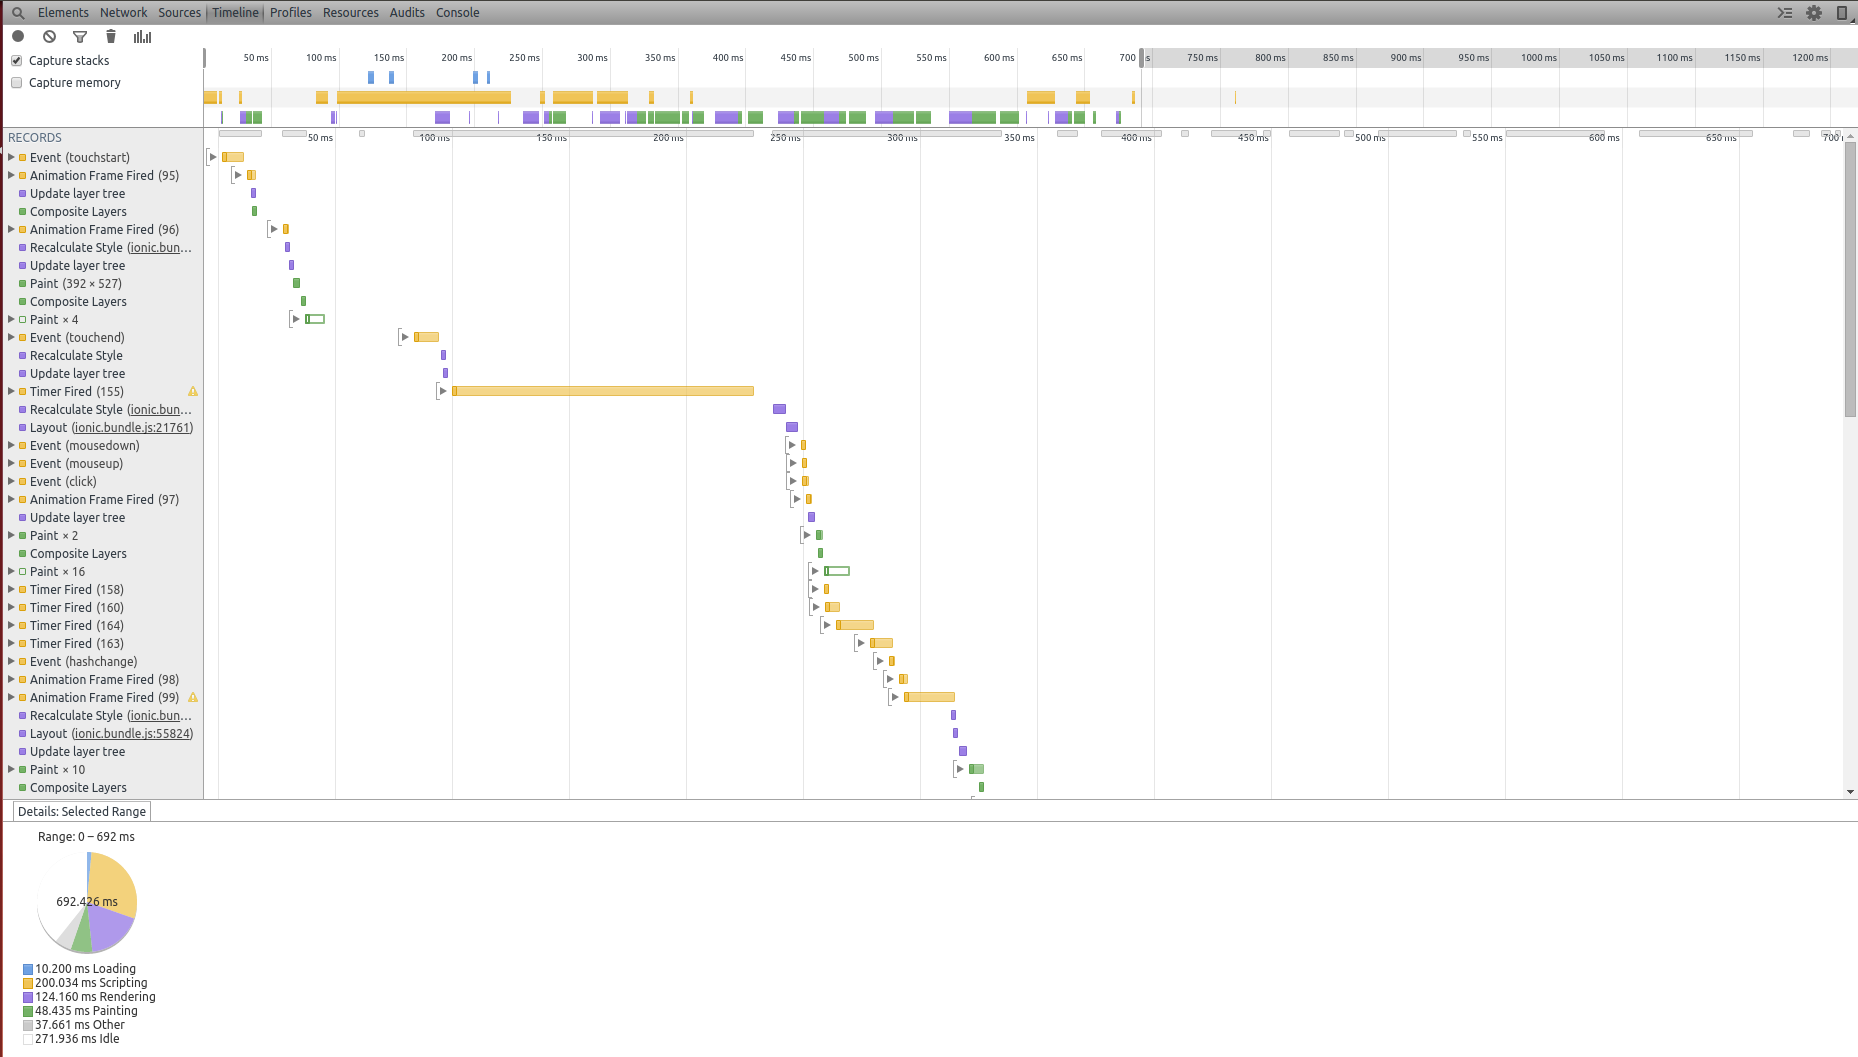 Elements Network Sources Timeline Profiles Resources Audits Console
Capture stacks
Capture memory
50 ms 100 ms 150 ms 200 ms 250 ms 300 ms 350 ms 400 ms 450 ms 500 ms 550 ms 600 ms 650 ms 700 s 750 ms 800 ms 850 ms 900 ms 950 ms 1000 ms 1050 ms 1100 ms 1150 ms 1200 ms
RECORDS
50 ms 100 ms 150 ms 200 ms 250 ms 300 ms 350 ms 400 ms 450 ms 500 ms 550 ms 600 ms 650 ms 700
Event (touchstart)
Animation Frame Fired (95)
Update layer tree
Composite Layers
Animation Frame Fired (96)
Recalculate Style (ionic.bun...
Update layer tree
Paint (392 × 527)
Composite Layers
Paint × 4
Event (touchend)
Recalculate Style
Update layer tree
Timer Fired (155)
Recalculate Style (ionic.bun...
Layout (ionic.bundle.js:21761)
Event (mousedown)
Event (mouseup)
Event (click)
Animation Frame Fired (97)
Update layer tree
Paint × 2
Composite Layers
Paint × 16
Timer Fired (158)
Timer Fired (160)
Timer Fired (164)
Timer Fired (163)
Event (hashchange)
Animation Frame Fired (98)
Animation Frame Fired (99)
Recalculate Style (ionic.bun...
Layout (ionic.bundle.js:55824)
Update layer tree
Paint × 10
Composite Layers
Details: Selected Range
Range: 0 – 692 ms
692.426 ms
10.200 ms Loading
200.034 ms Scripting
124.160 ms Rendering
48.435 ms Painting
37.661 ms Other
271.936 ms Idle